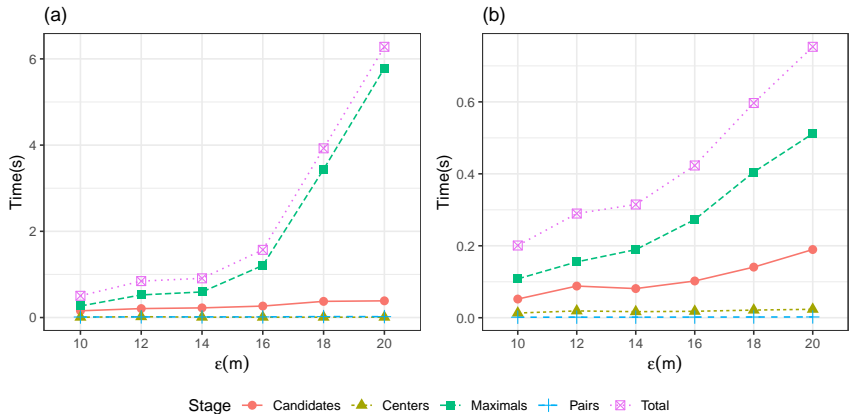 (a)
(b)
Time(s)
6
4
2
0
10 12 14 16 18 20
ε(m)
Time(s)
0.6
0.4
0.2
0.0
10 12 14 16 18 20
ε(m)
Stage Candidates Centers Maximals Pairs Total